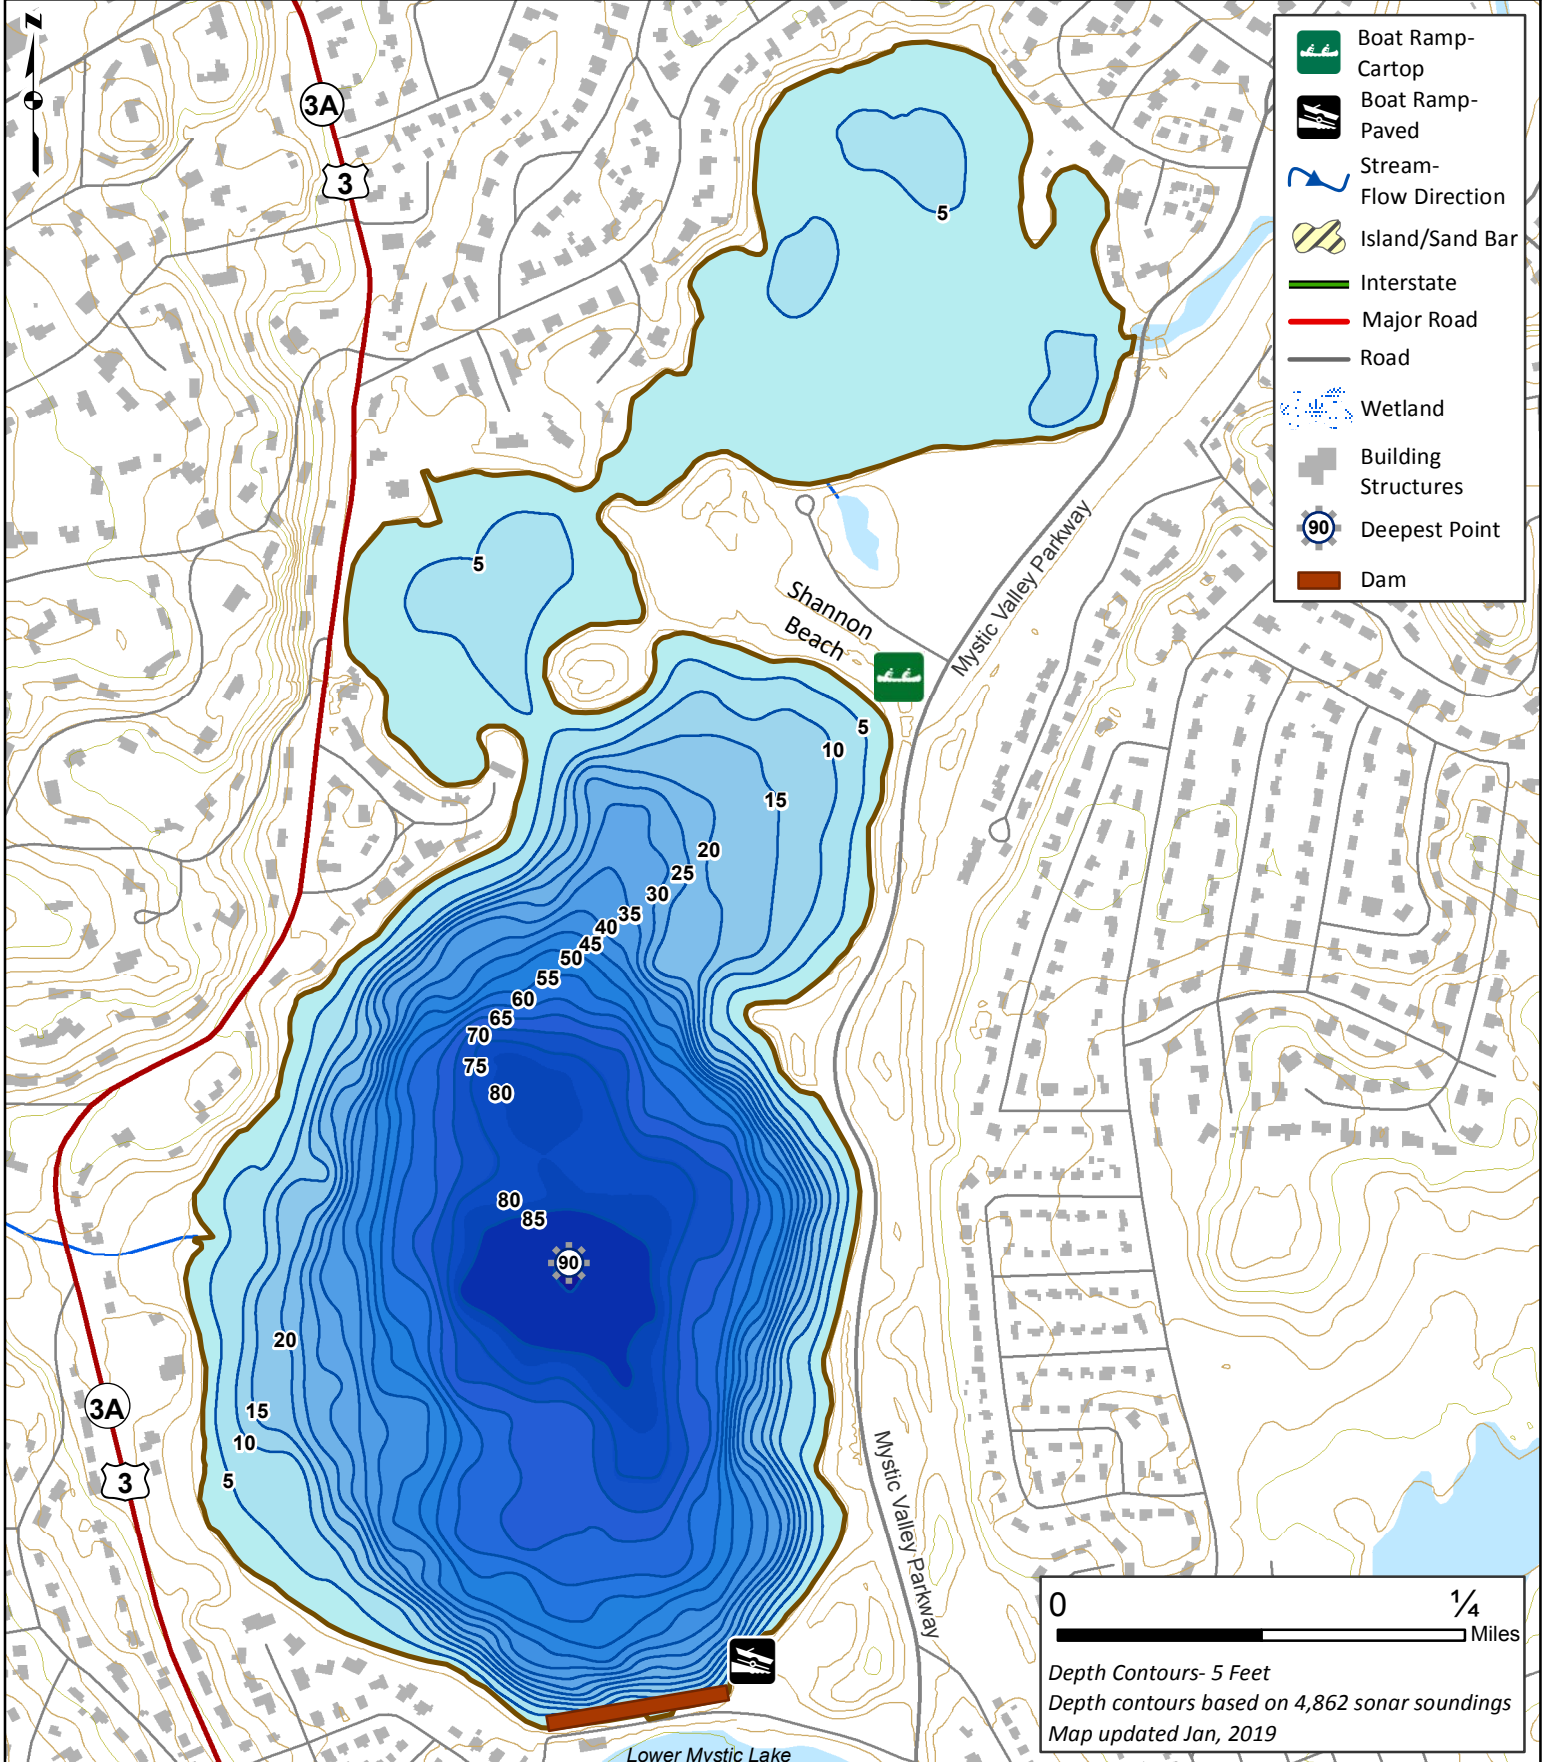 N
3A
3
5
5
Shannon
Beach
Mystic Valley Parkway
5
10
15
20
25
30
35
40
45
50
55
60
65
70
75
80
80
85
90
20
15
10
5
3A
3
Mystic Valley Parkway
Lower Mystic Lake
Boat Ramp-
Cartop
Boat Ramp-
Paved
Stream-
Flow Direction
Island/Sand Bar
Interstate
Major Road
Road
Wetland
Building
Structures
90 Deepest Point
Dam
0 ¼
Miles
Depth Contours- 5 Feet
Depth contours based on 4,862 sonar soundings
Map updated Jan, 2019